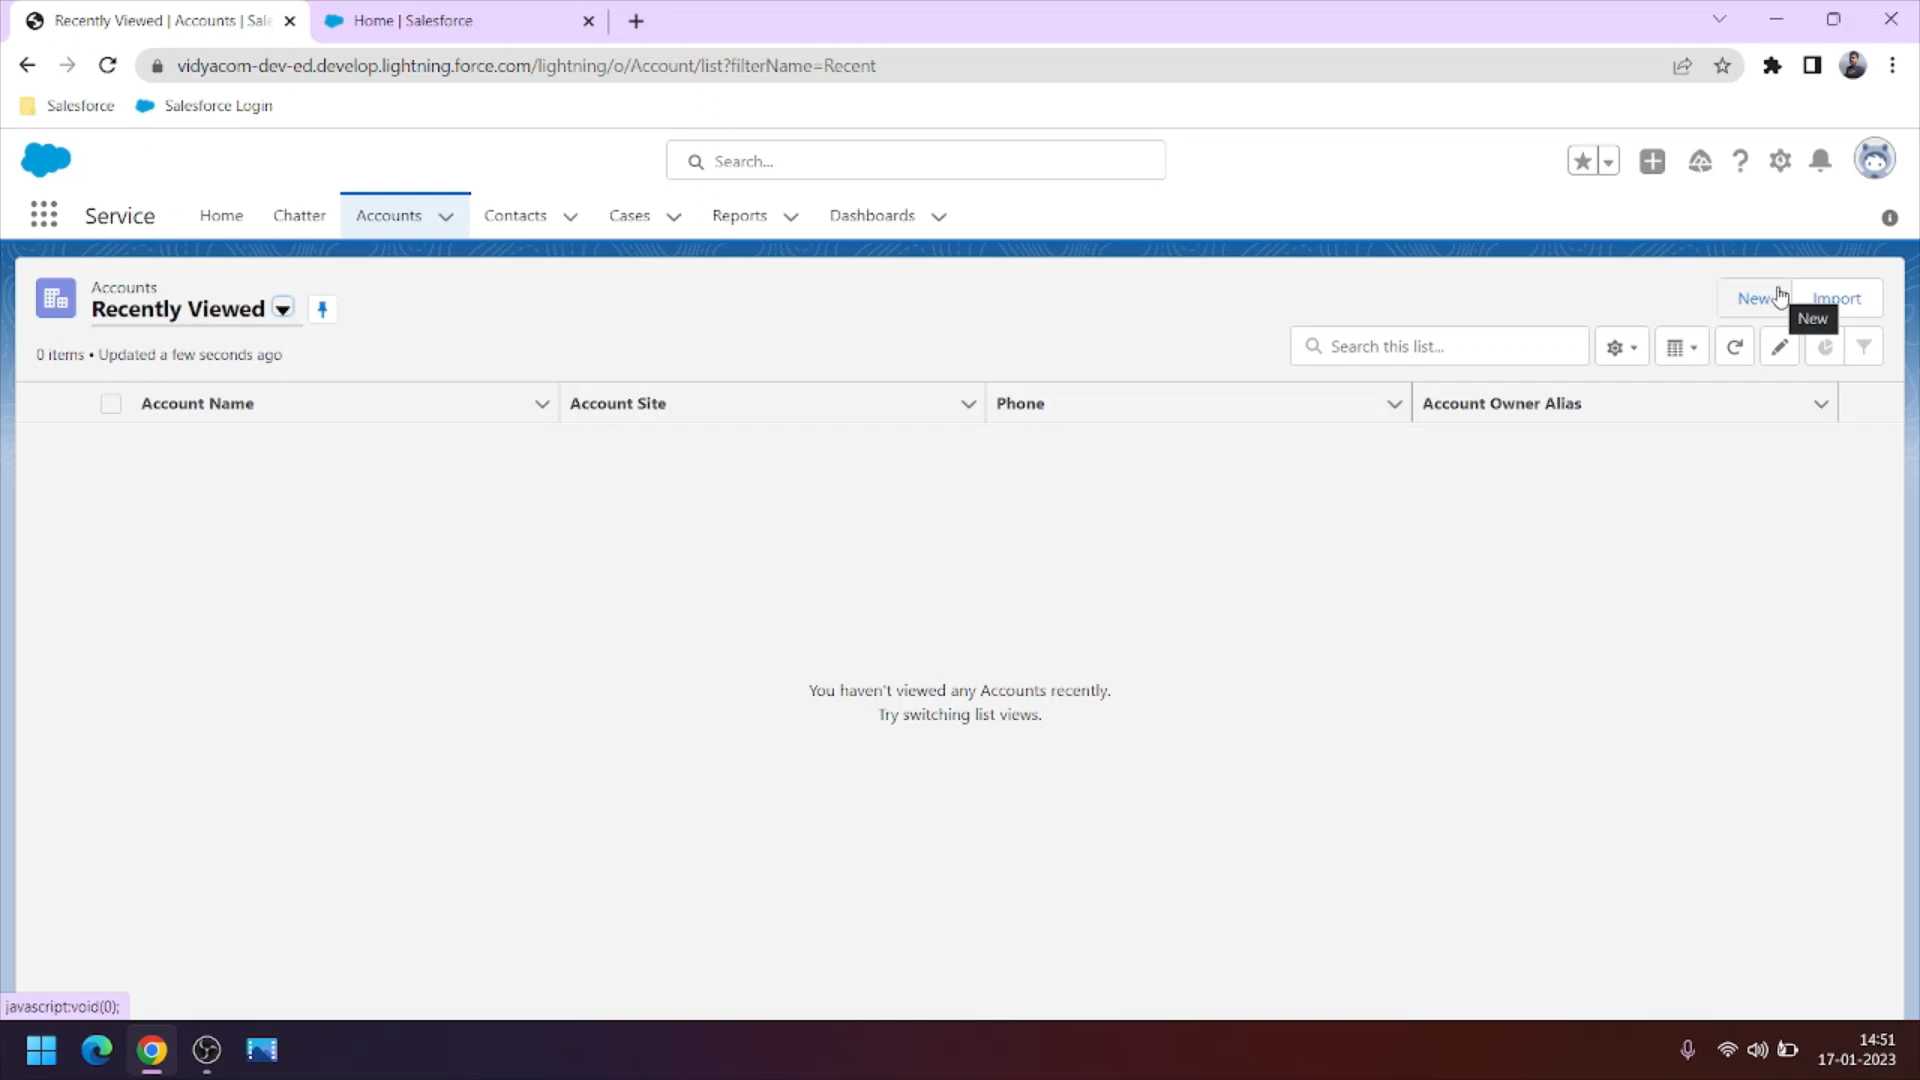 Recently Viewed | Accounts | Sale
Home | Salesforce
vidyacom-dev-ed.develop.lightning.force.com/lightning/o/Account/list?filterName=Recent
Salesforce
Salesforce Login
Search...
Service
Home
Chatter
Accounts
Contacts
Cases
Reports
Dashboards
Accounts
Recently Viewed
New
Import
New
0 items • Updated a few seconds ago
Search this list...
Account Name
Account Site
Phone
Account Owner Alias
You haven't viewed any Accounts recently.
Try switching list views.
javascript:void(0);
14:51
17-01-2023